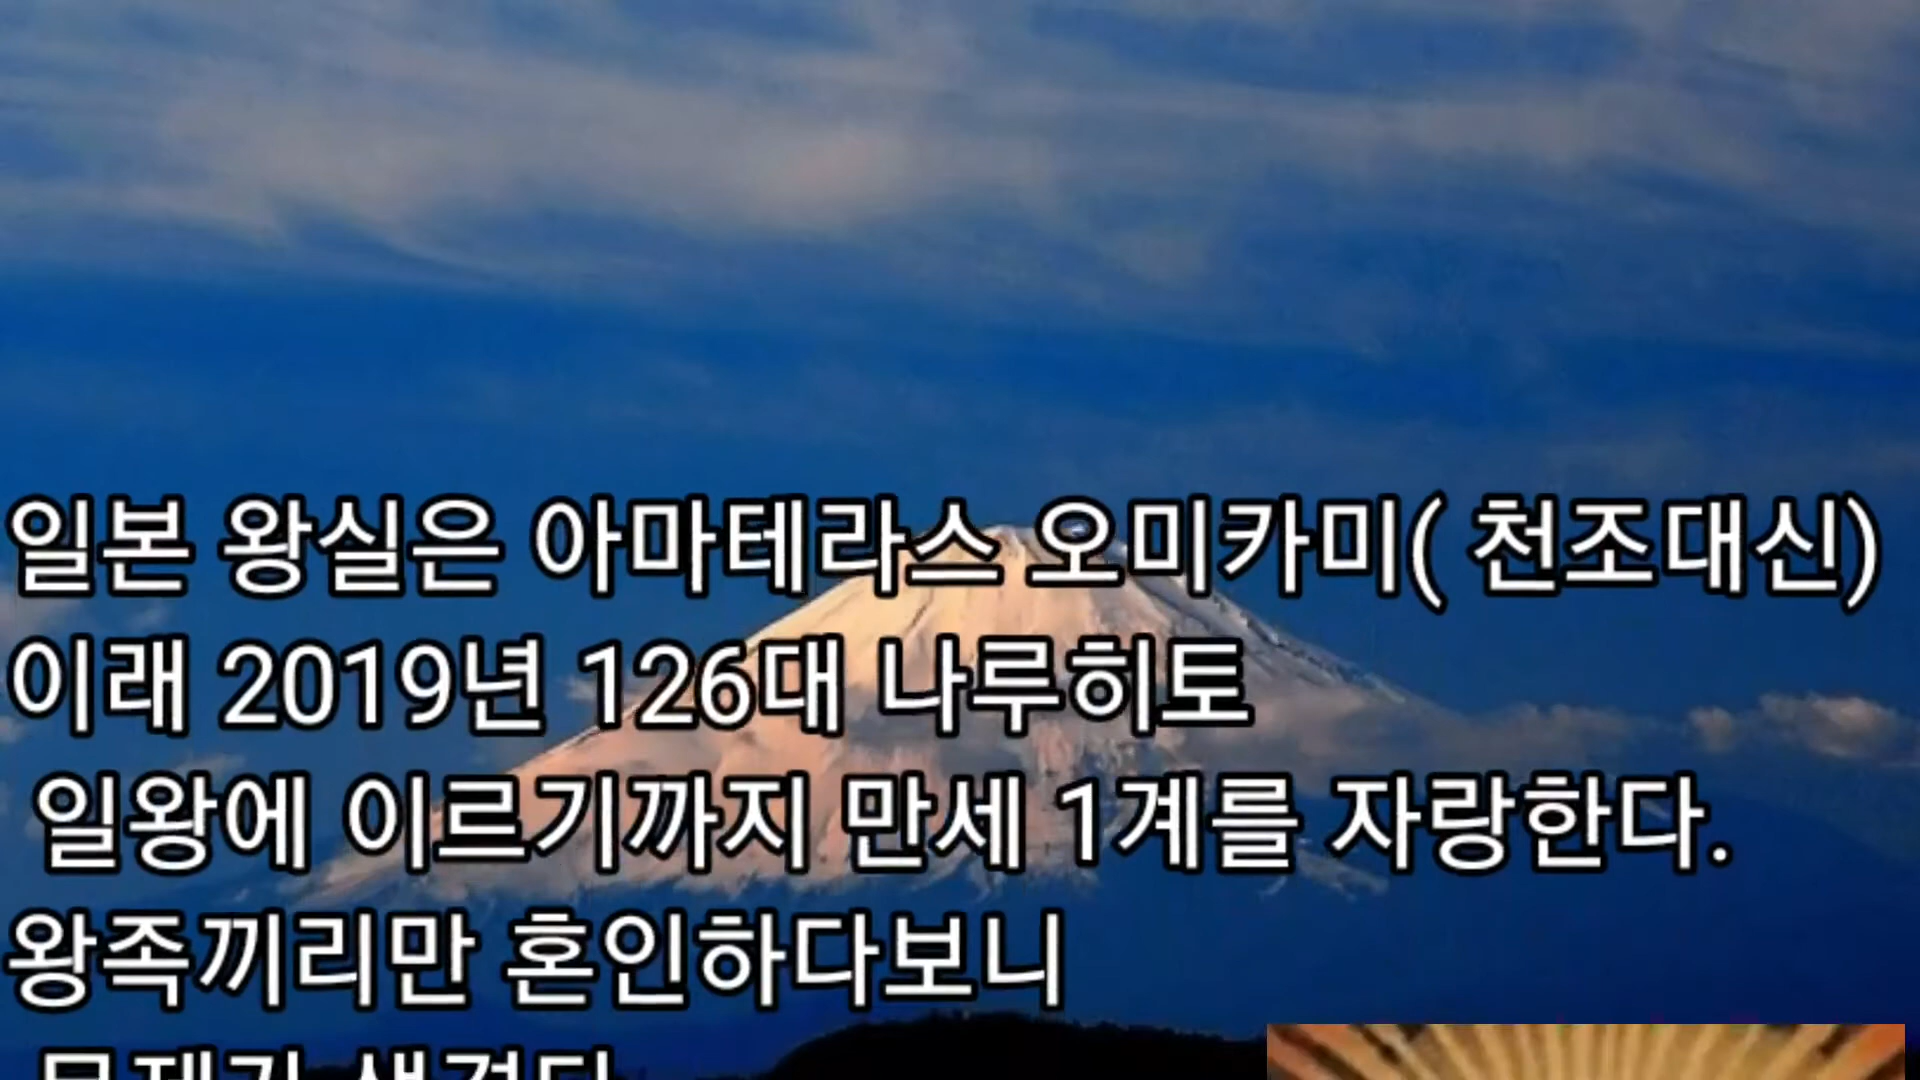 일본 왕실은 아마테라스 오미카미( 천조대신)
이래 2019년 126대 나루히토
일왕에 이르기까지 만세 1계를 자랑한다.
왕족끼리만 혼인하다보니